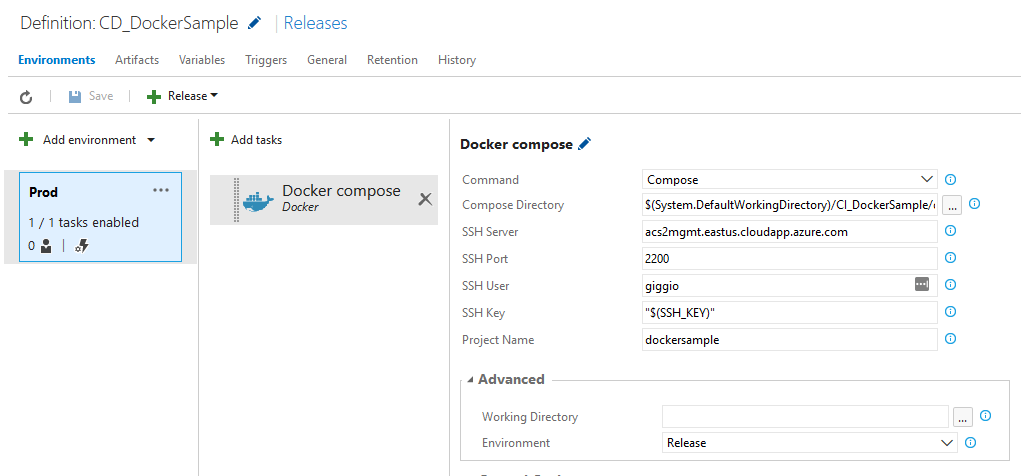 Definition: CD_DockerSample | Releases
Environments Artifacts Variables Triggers General Retention History
Save Release
Add environment
Add tasks
Prod ...
1 / 1 tasks enabled
0
Docker compose
Docker
Docker compose
Command Compose
Compose Directory $(System.DefaultWorkingDirectory)/CI_DockerSample/ ...
SSH Server acs2mgmt.eastus.cloudapp.azure.com
SSH Port 2200
SSH User giggio
SSH Key "$(SSH_KEY)"
Project Name dockersample
Advanced
Working Directory ...
Environment Release